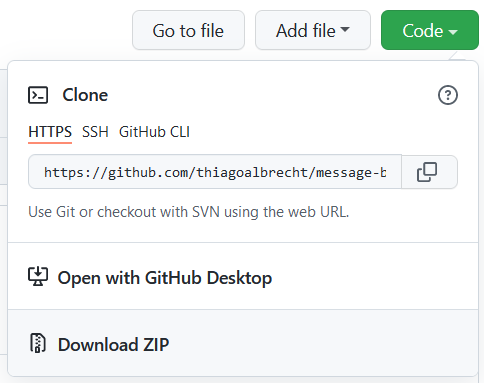 Go to file
Add file
Code
Clone
HTTPS SSH GitHub CLI
https://github.com/thiagoalbrecht/message-b
Use Git or checkout with SVN using the web URL.
Open with GitHub Desktop
Download ZIP